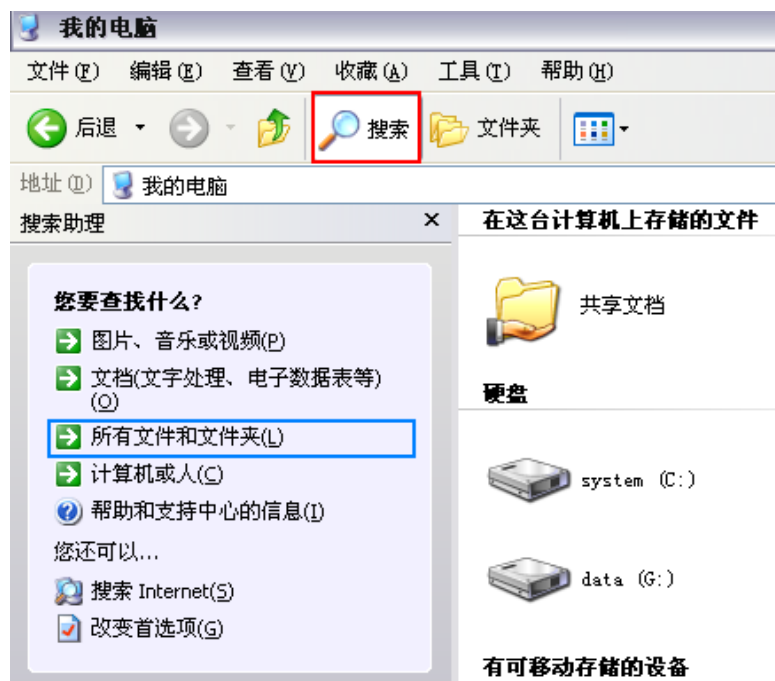 我的电脑
文件(F) 编辑(E) 查看(V) 收藏(A) 工具(T) 帮助(H)
后退 搜索 文件夹
地址(D) 我的电脑
搜索助理
您要查找什么?
图片、音乐或视频(P)
文档(文字处理、电子数据表等)
(O)
所有文件和文件夹(L)
计算机或人(C)
帮助和支持中心的信息(I)
您还可以...
搜索 Internet(S)
改变首选项(G)
在这台计算机上存储的文件
共享文档
硬盘
system (C:)
data (G:)
有可移动存储的设备